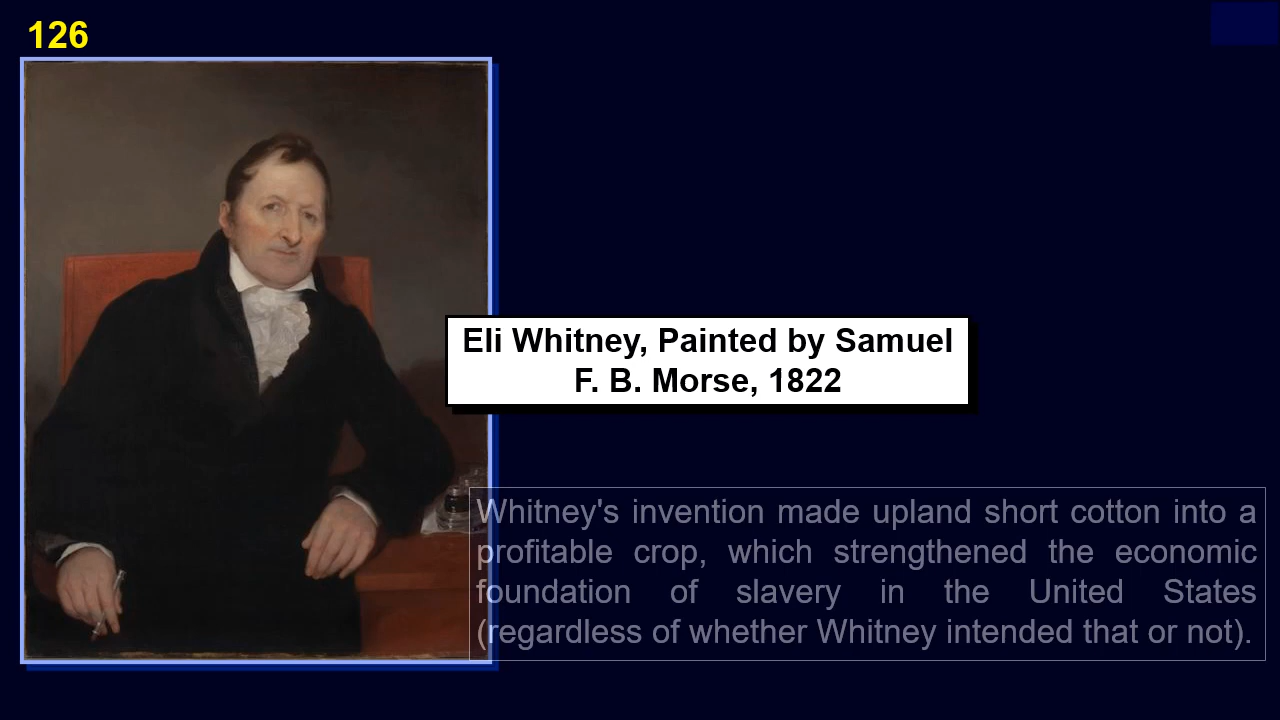 126
Eli Whitney, Painted by Samuel
F. B. Morse, 1822
Whitney's invention made upland short cotton into a
profitable crop, which strengthened the economic
foundation of slavery in the United States
(regardless of whether Whitney intended that or not).